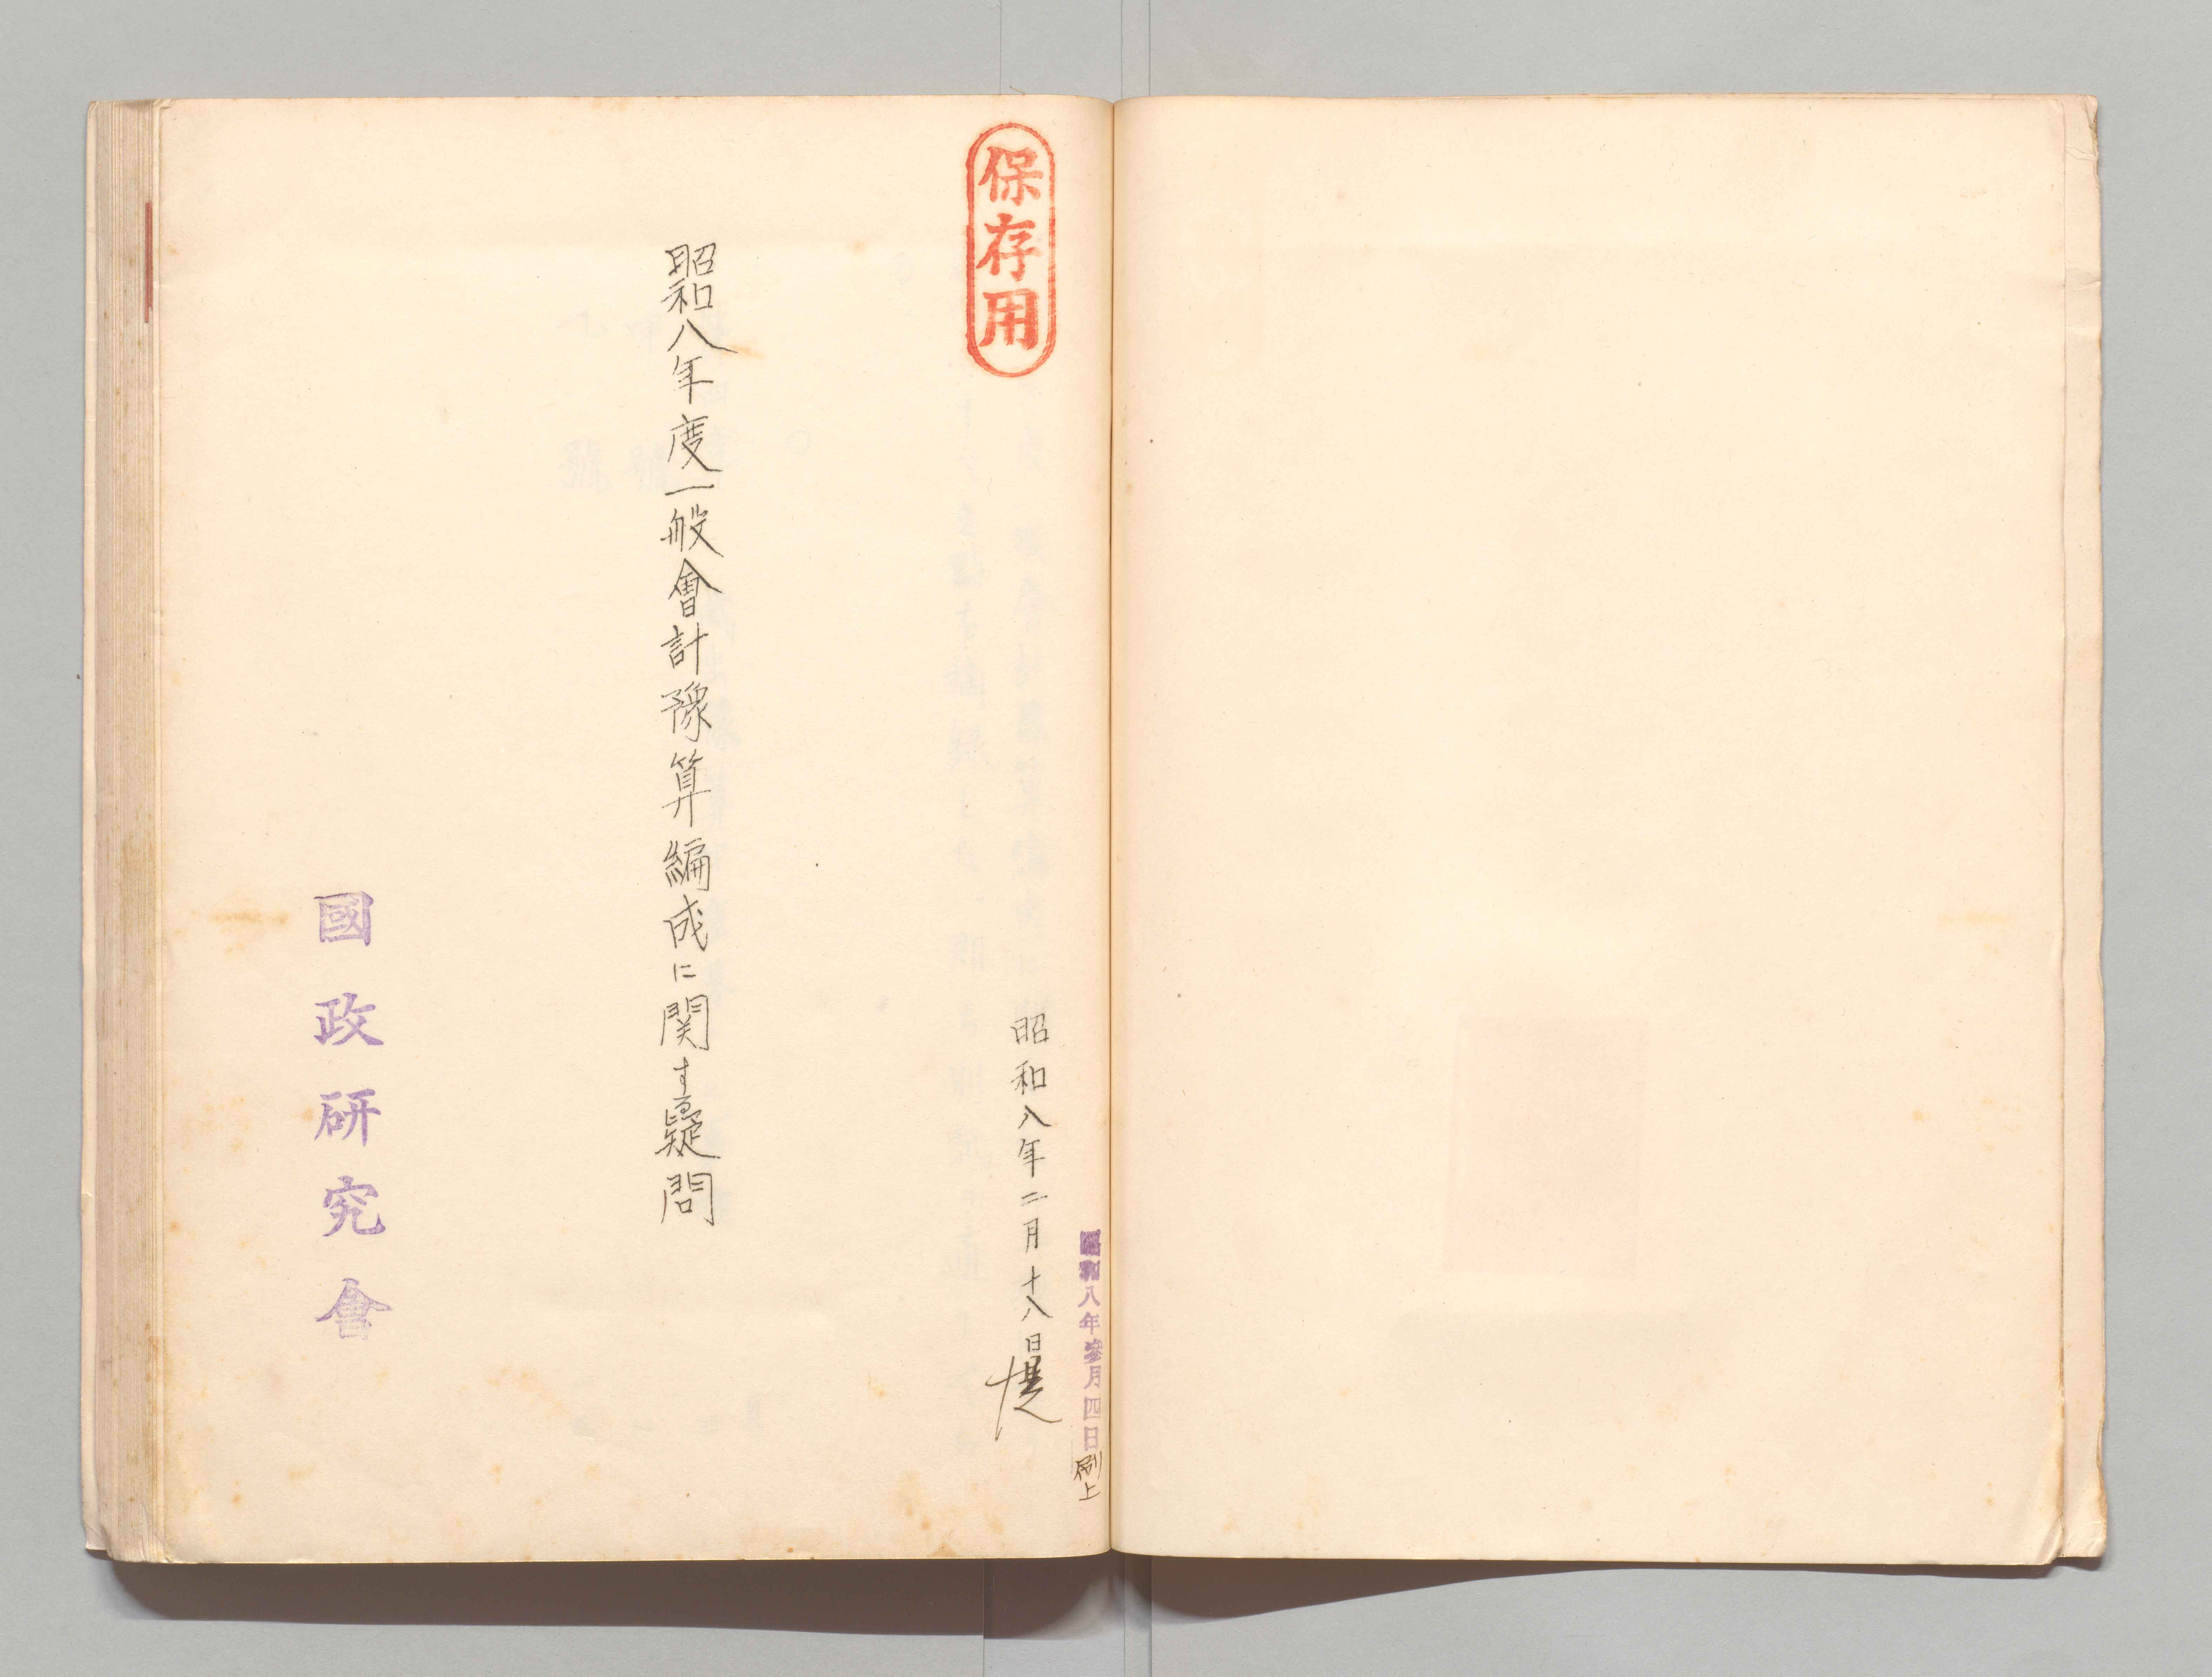 保存用
昭和八年參月四日刷上
昭和八年二月十八日提
昭和八年度一般會計豫算編成に関する疑問
國政研究會